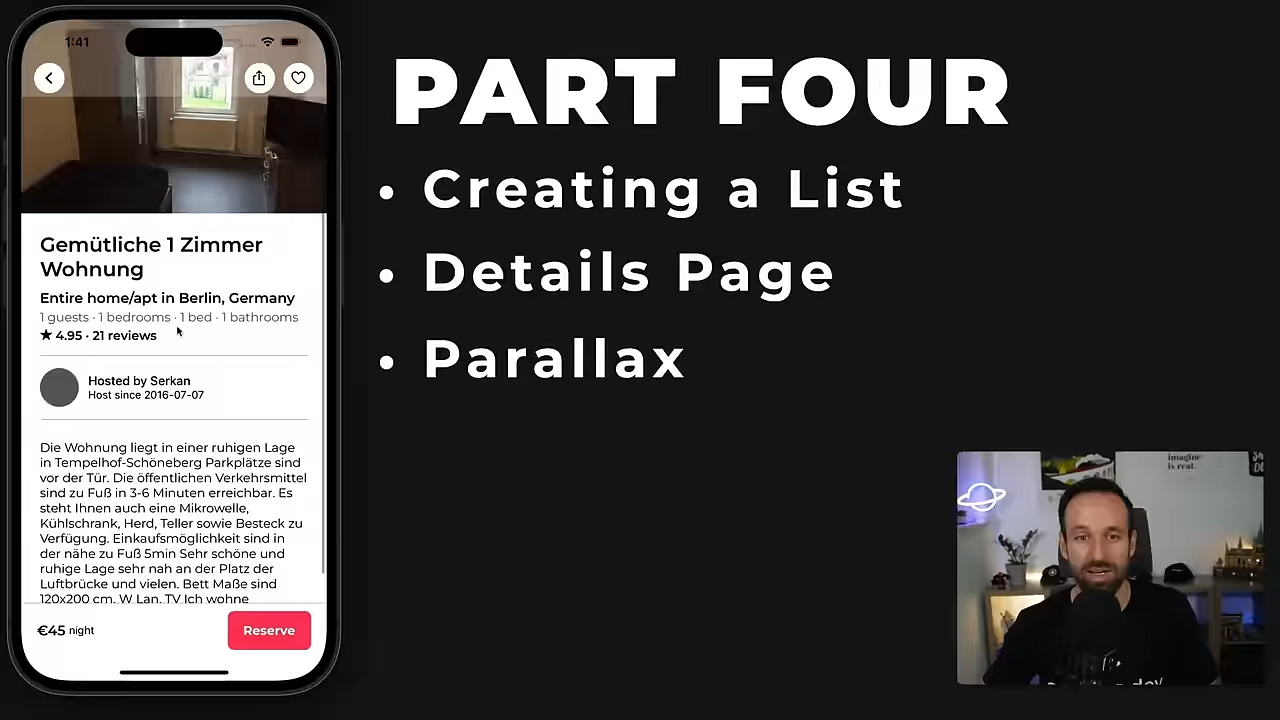 1:41
Gemütliche 1 Zimmer
Wohnung
Entire home/apt in Berlin, Germany
1 guests · 1 bedrooms · 1 bed · 1 bathrooms
★ 4.95 · 21 reviews
Hosted by Serkan
Host since 2016-07-07
Die Wohnung liegt in einer ruhigen Lage
in Tempelhof-Schöneberg Parkplätze sind
vor der Tür. Die öffentlichen Verkehrsmittel
sind zu Fuß in 3-6 Minuten erreichbar. Es
steht Ihnen auch eine Mikrowelle,
Kühlschrank, Herd, Teller sowie Besteck zu
Verfügung. Einkaufsmöglichkeit sind in
der nähe zu Fuß 5min Sehr schöne und
ruhige Lage sehr nah an der Platz der
Luftbrücke und vielen. Bett Maße sind
120x200 cm. W Lan. TV Ich wohne
€45 night
Reserve
PART FOUR
• Creating a List
• Details Page
• Parallax
imagine
is real.